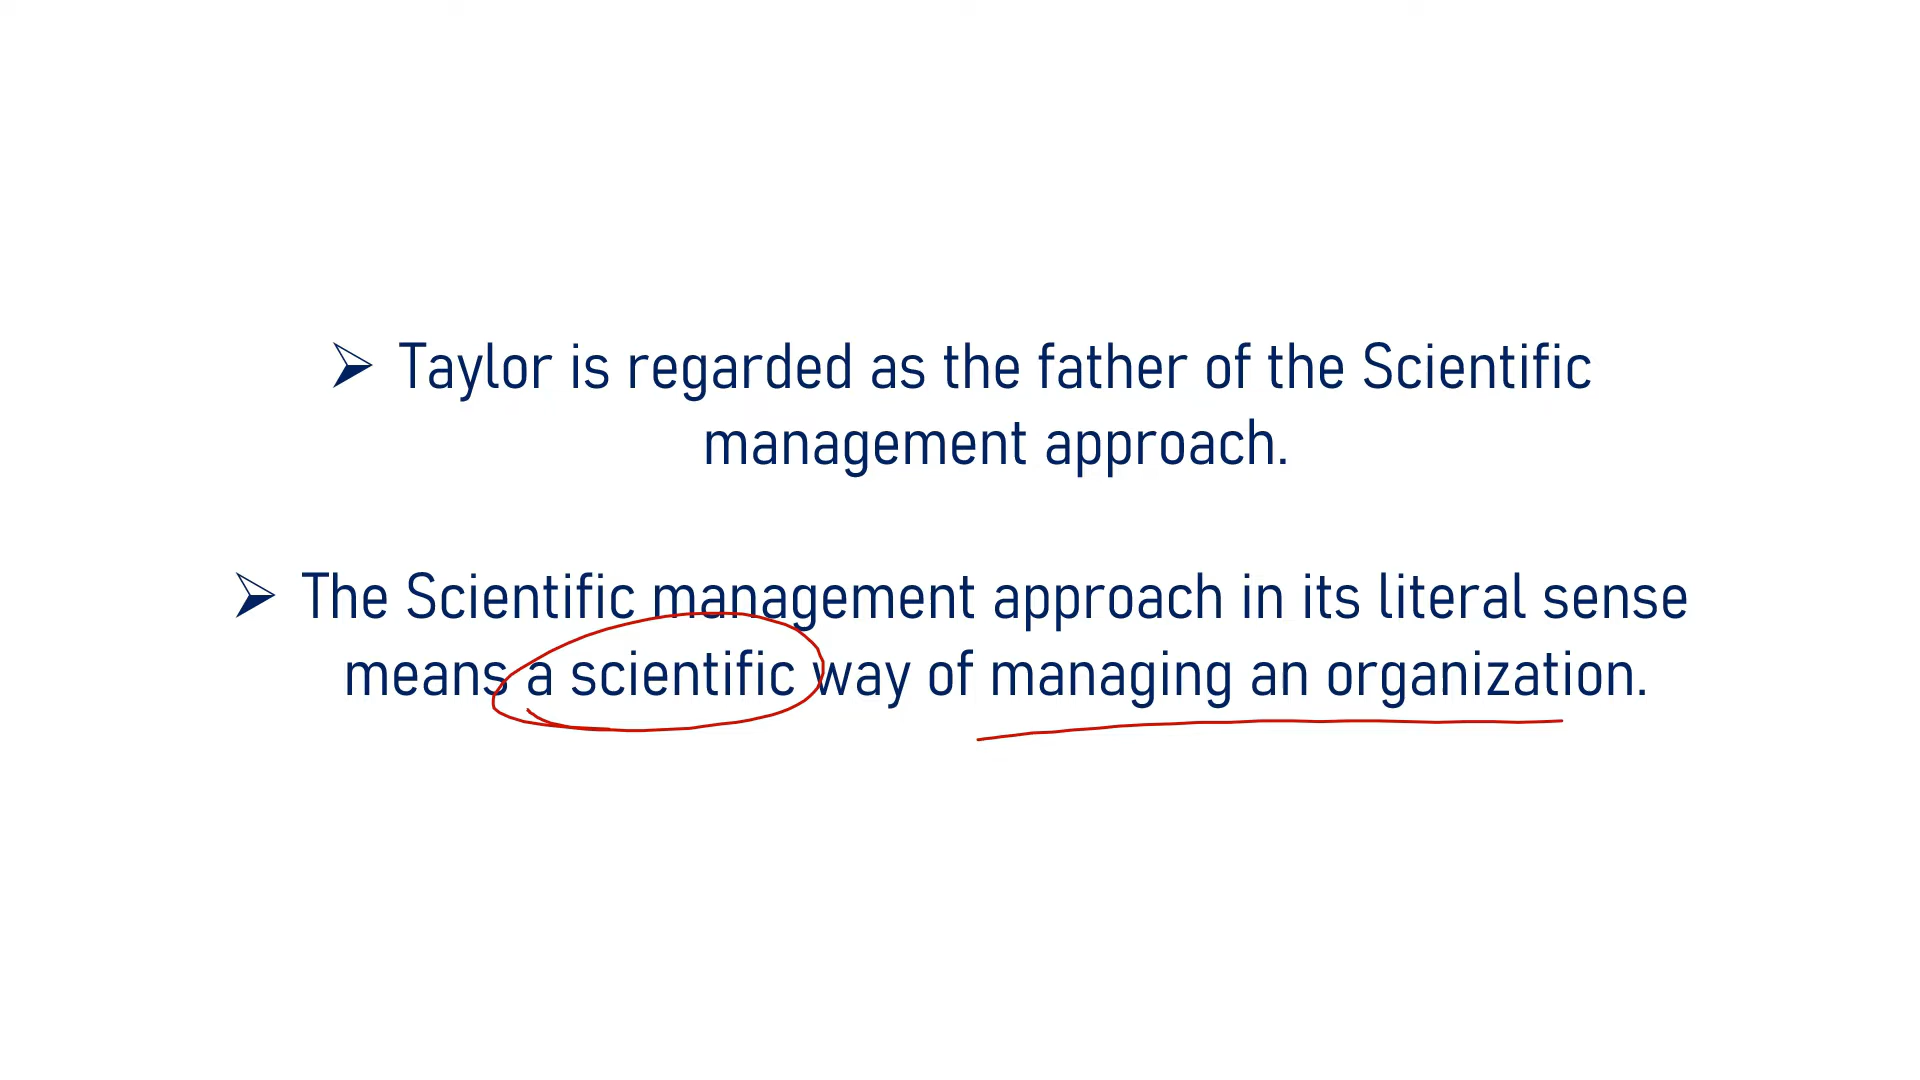 ➢ Taylor is regarded as the father of the Scientific
management approach.
➢ The Scientific management approach in its literal sense
means a scientific way of managing an organization.